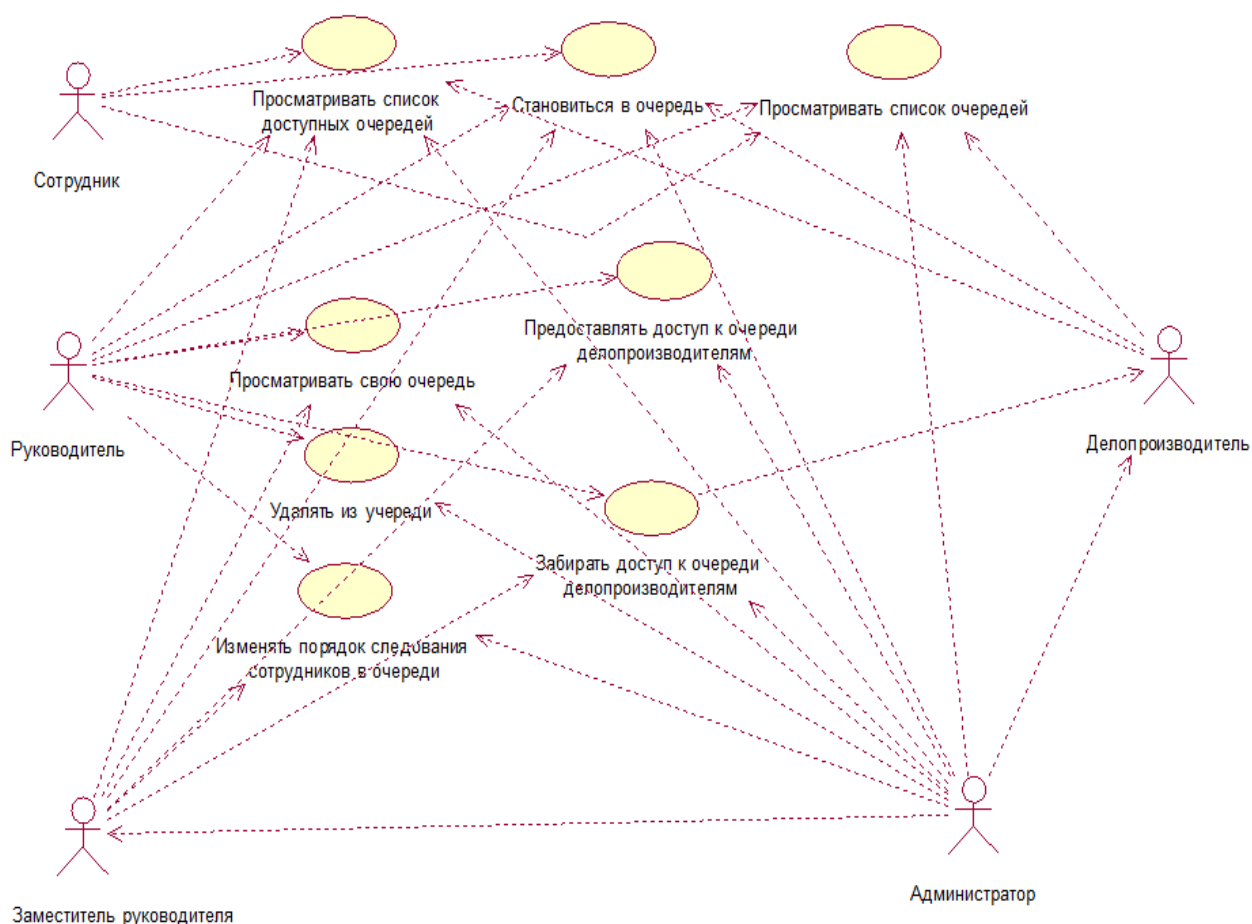 Просматривать список
доступных очередей
Становиться в очередь
Просматривать список очередей
Сотрудник
Предоставлять доступ к очереди
делопроизводителям
Просматривать свою очередь
Руководитель
Делопроизводитель
Удалять из учереди
Забирать доступ к очереди
делопроизводителям
Изменять порядок следования
сотрудников в очереди
Администратор
Заместитель руководителя